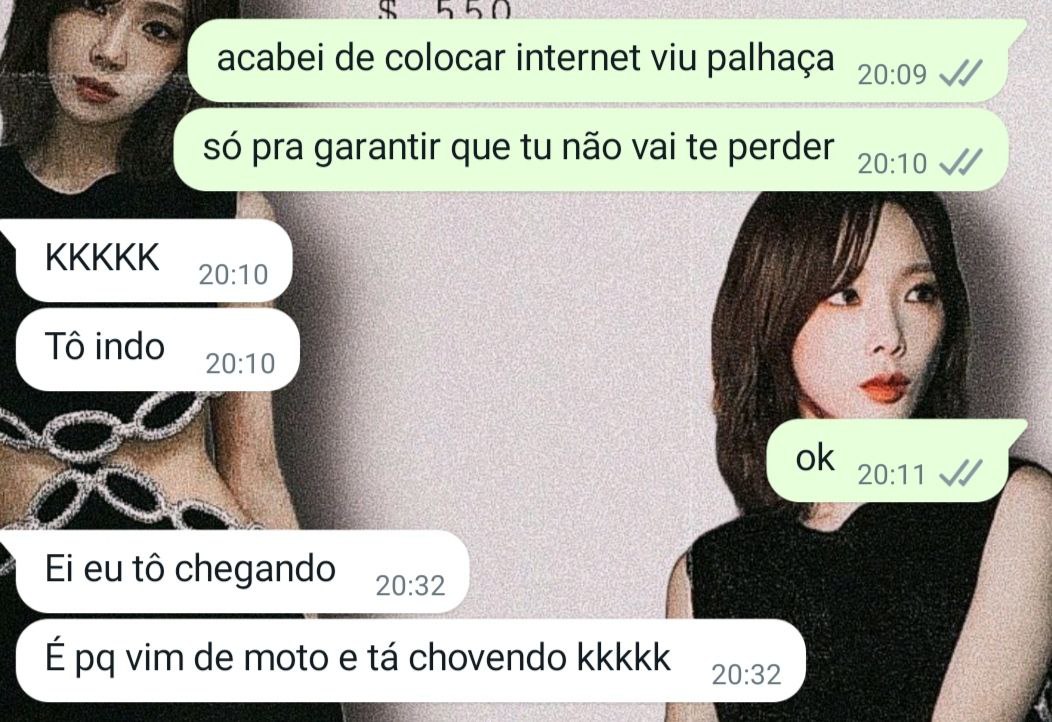 $ 550
acabei de colocar internet viu palhaça 20:09
só pra garantir que tu não vai te perder 20:10
KKKKK 20:10
Tô indo 20:10
ok 20:11
Ei eu tô chegando 20:32
É pq vim de moto e tá chovendo kkkkk 20:32